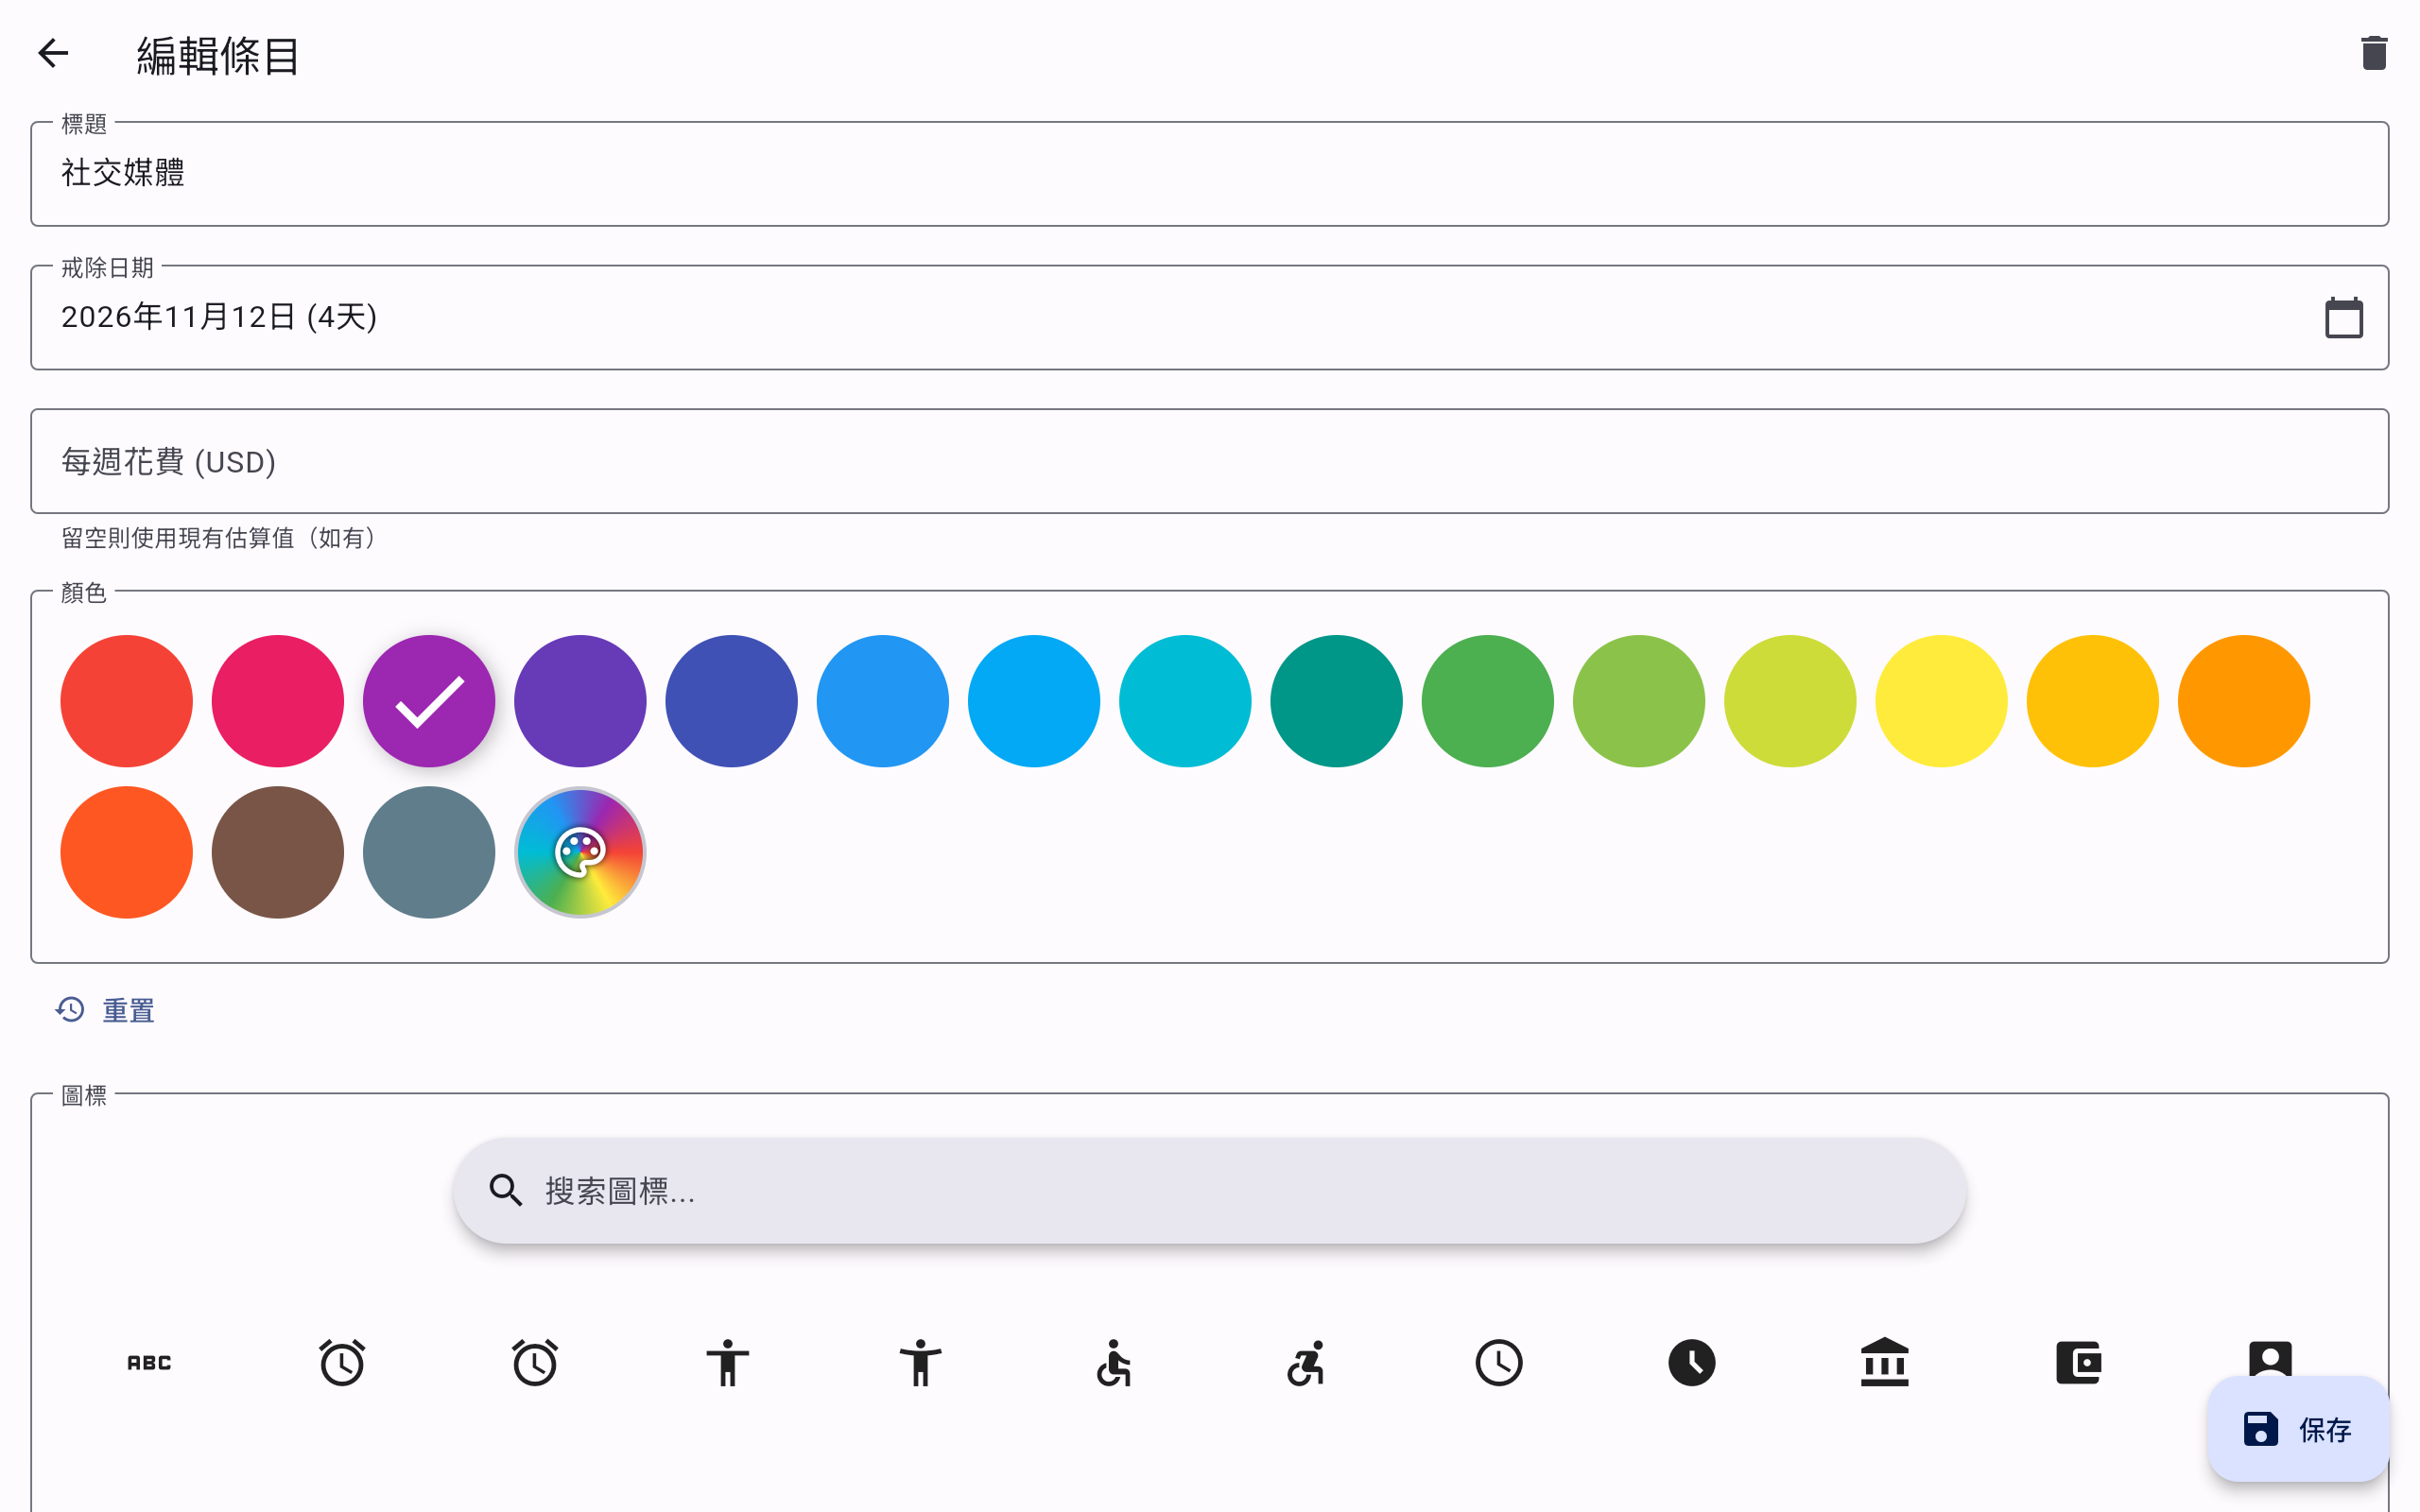 編輯條目
標題
社交媒體
戒除日期
2026年11月12日 (4天)
每週花費 (USD)
留空則使用現有估算值（如有）
顏色
重置
圖標
搜索圖標...
ABC
保存